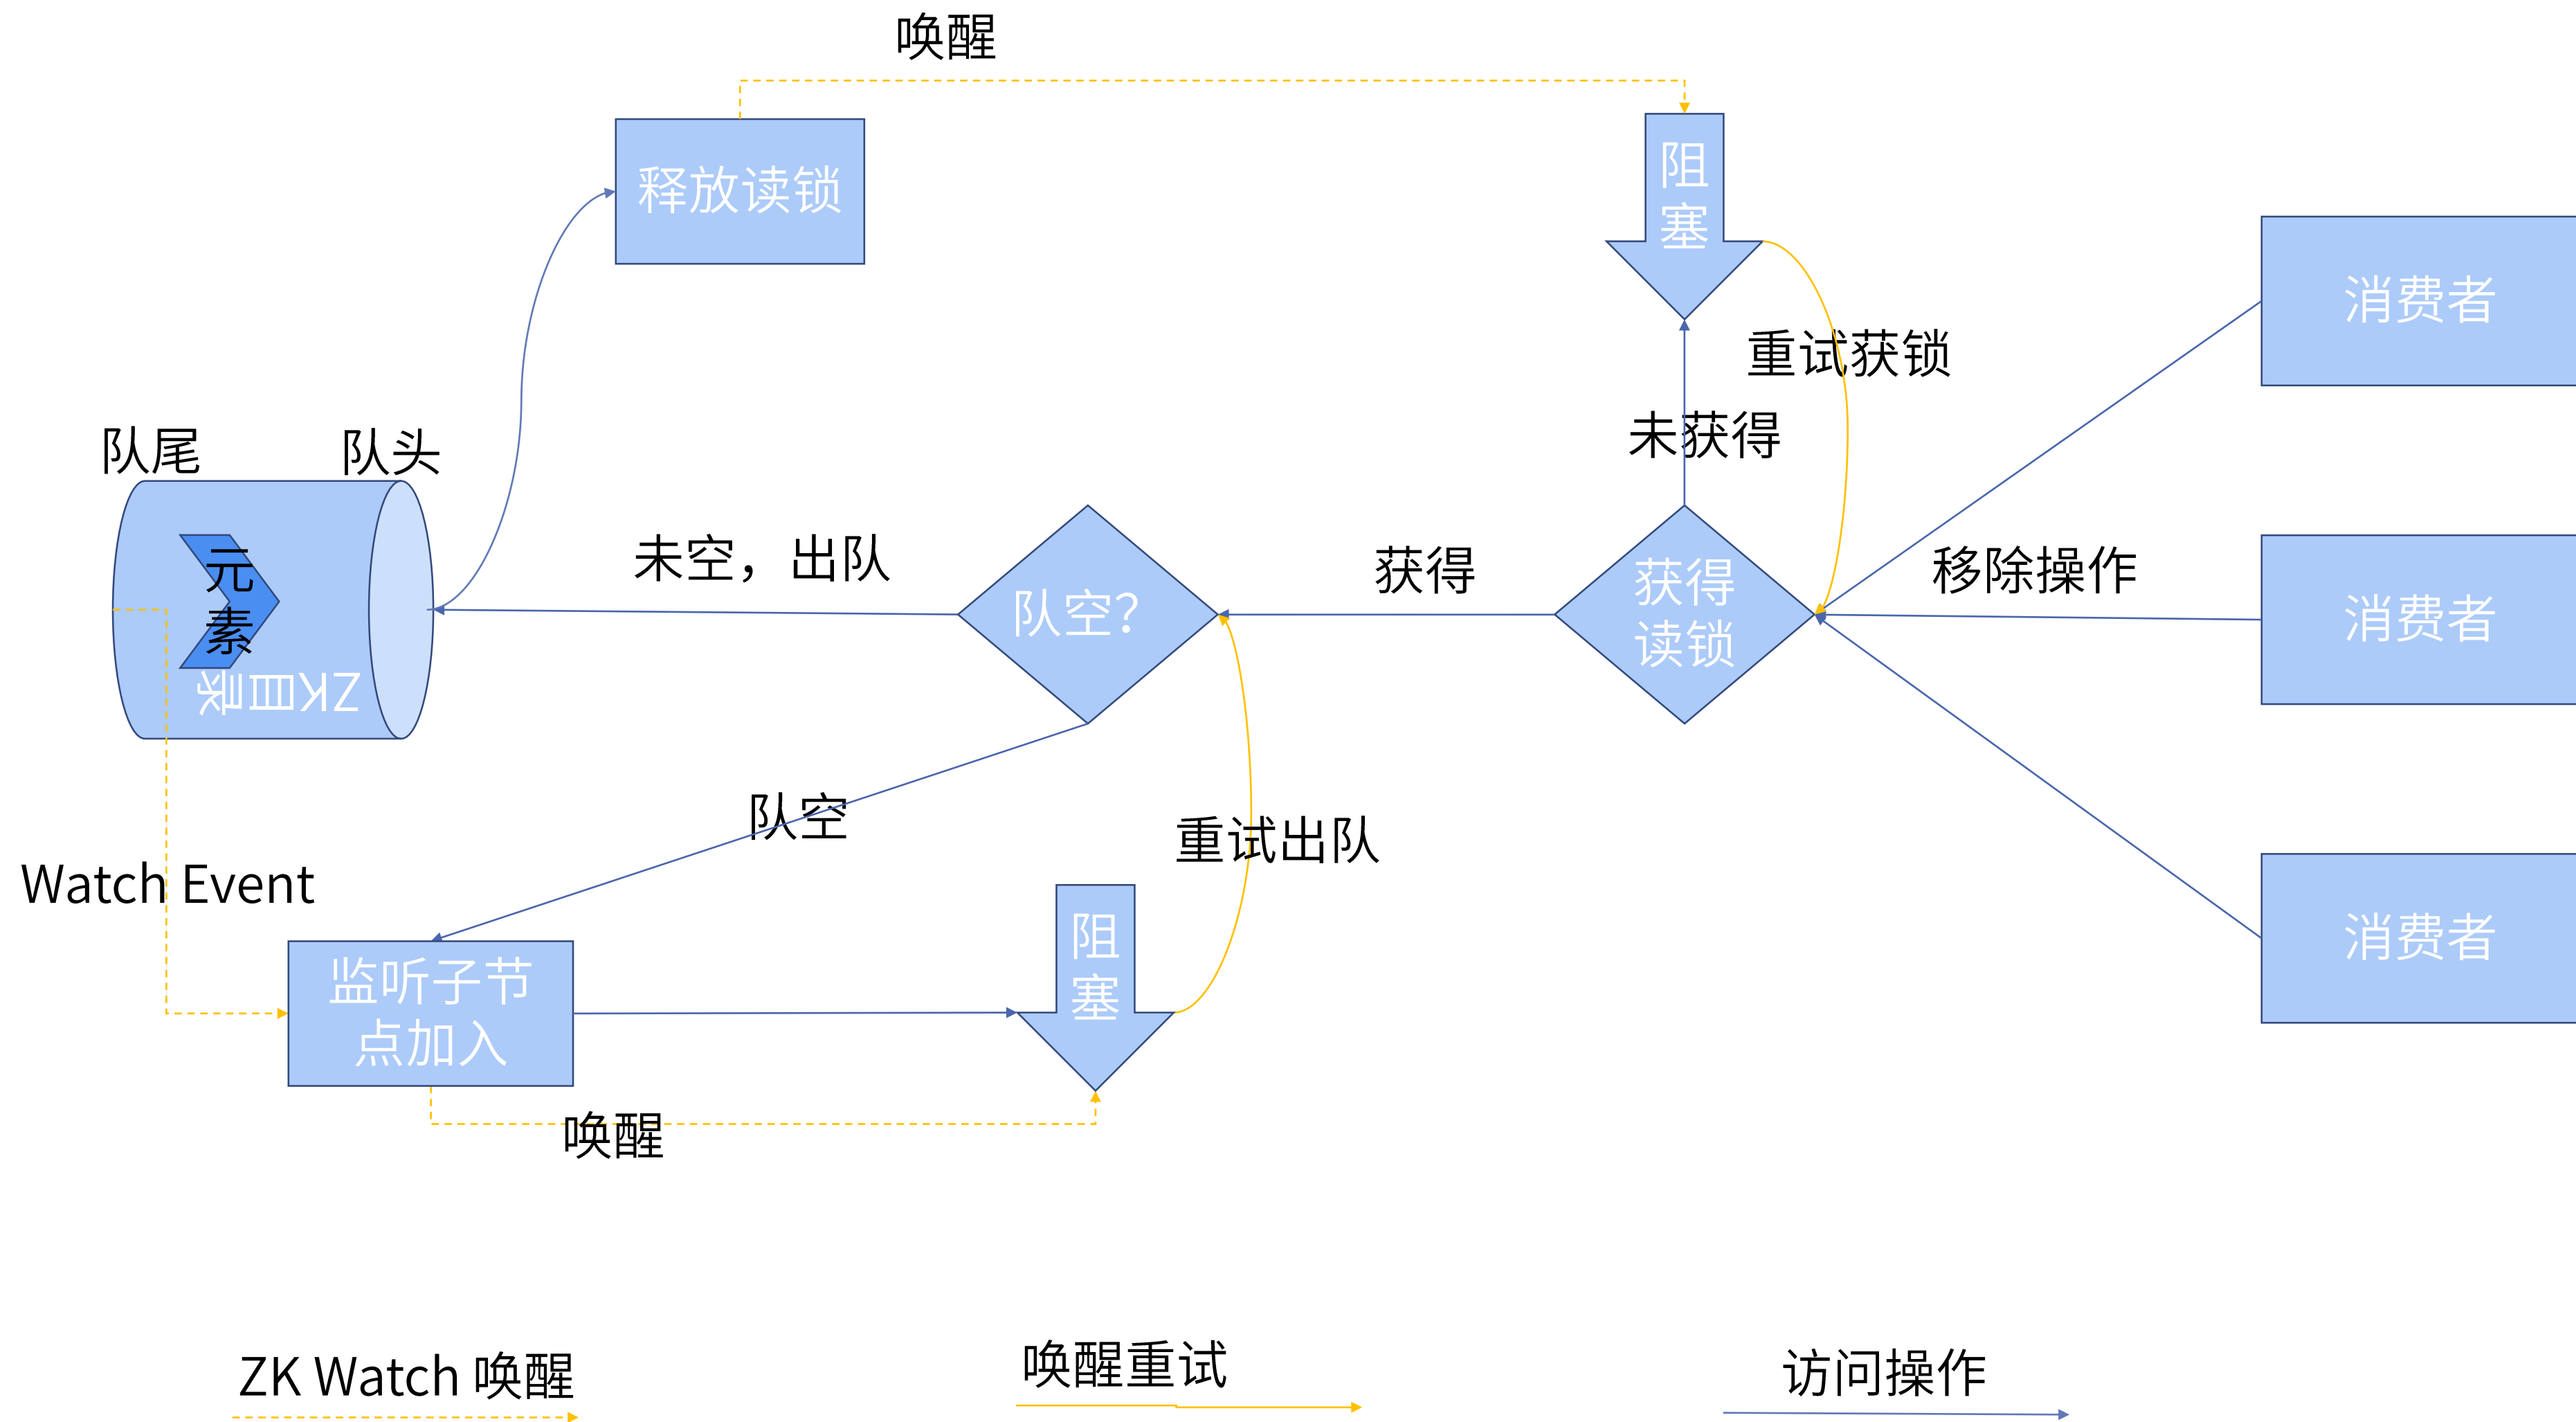 唤醒
释放读锁
阻
塞
消费者
重试获锁
未获得
队尾
队头
元
素
ZK目录
未空，出队
队空？
获得
获得
读锁
移除操作
消费者
队空
重试出队
Watch Event
阻
塞
消费者
监听子节
点加入
唤醒
ZK Watch 唤醒
唤醒重试
访问操作